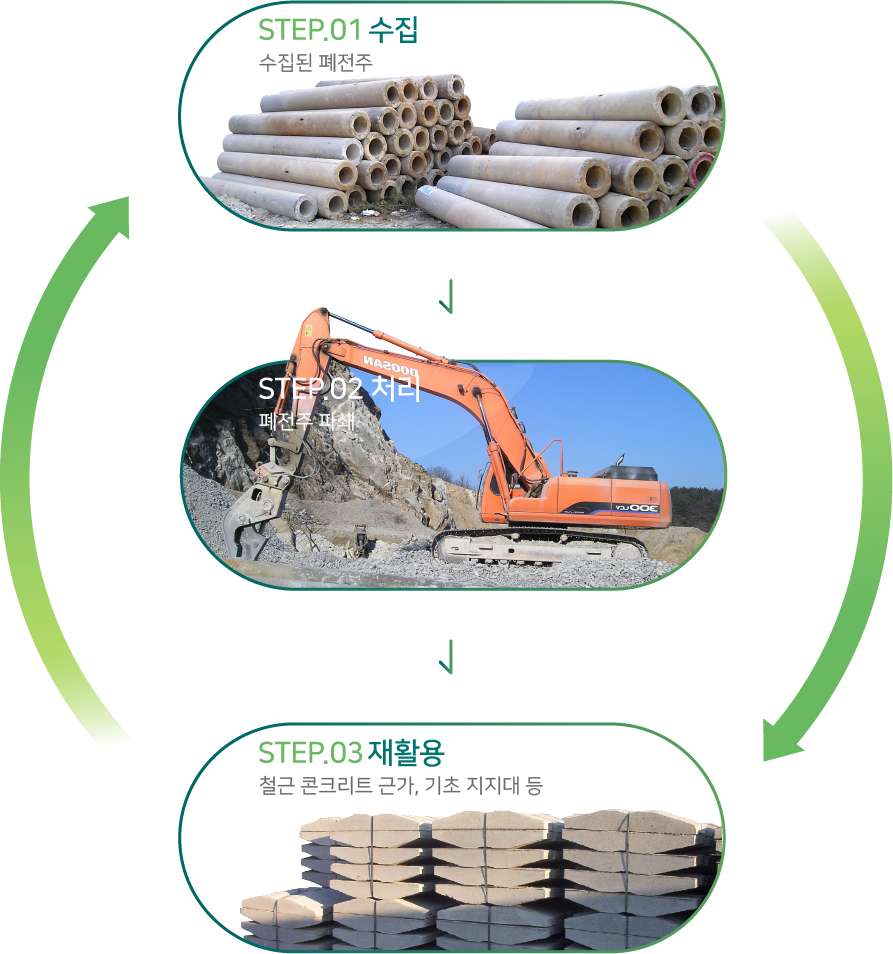 STEP.01 수집
수집된 폐전주
DOOSAN
STEP.02 처리
폐전주 파쇄
300LCV
STEP.03 재활용
철근 콘크리트 근가, 기초 지지대 등